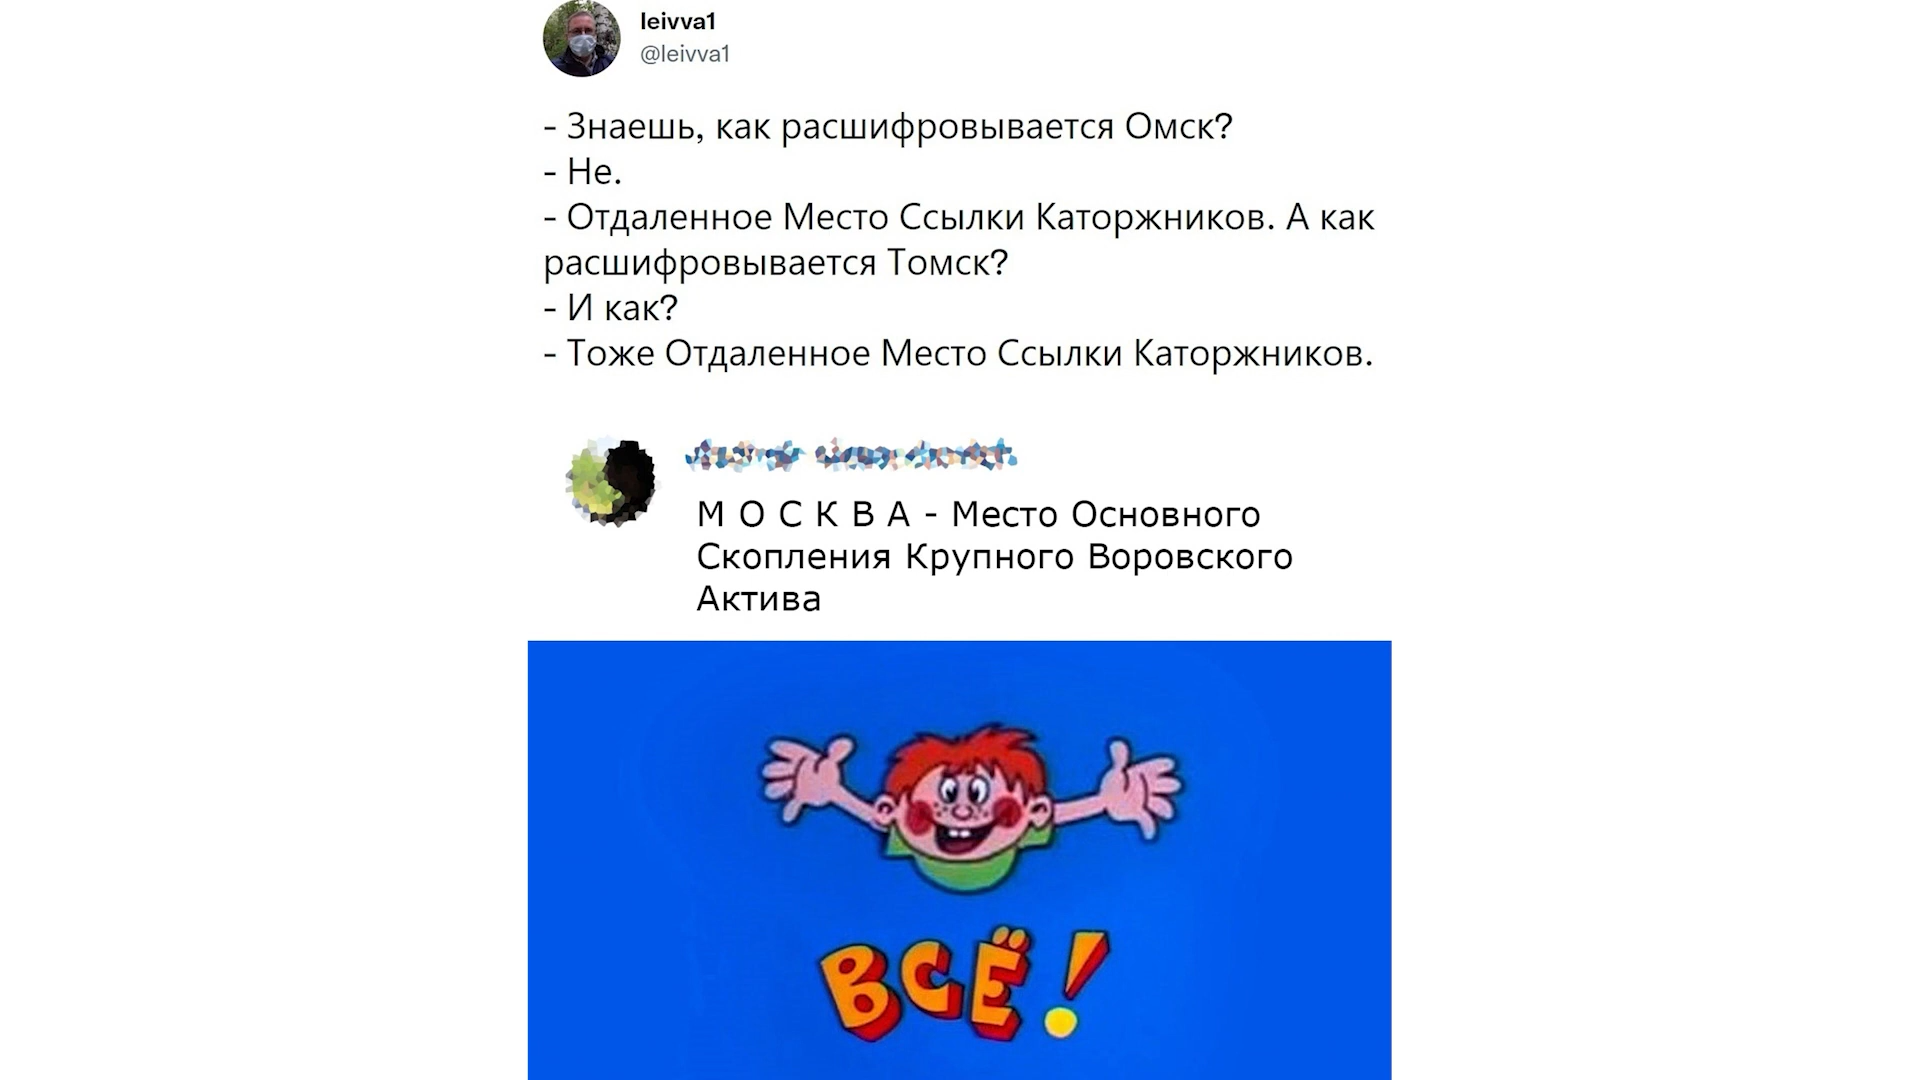 leivva1
@leivva1
- Знаешь, как расшифровывается Омск?
- Не.
- Отдаленное Место Ссылки Каторжников. А как
расшифровывается Томск?
- И как?
- Тоже Отдаленное Место Ссылки Каторжников.
М О С К В А - Место Основного
Скопления Крупного Воровского
Актива
ВСЁ!